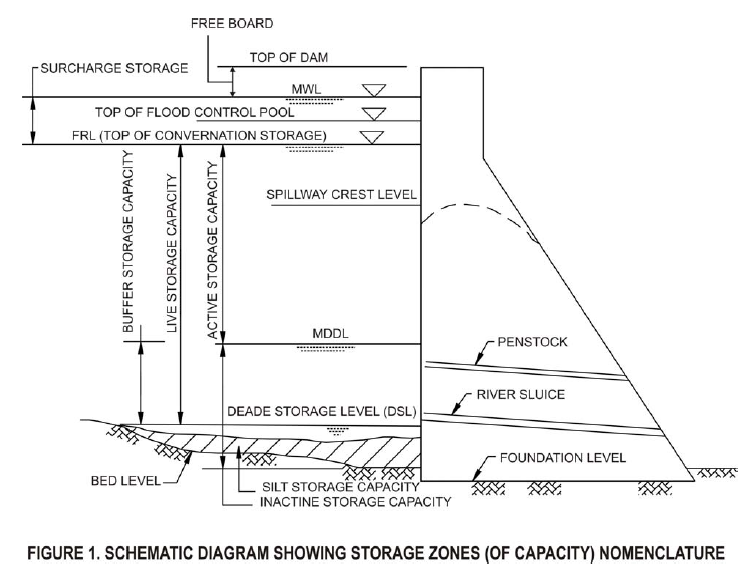 FREE BOARD
TOP OF DAM
SURCHARGE STORAGE
MWL
TOP OF FLOOD CONTROL POOL
FRL (TOP OF CONVERNATION STORAGE)
BUFFER STORAGE CAPACITY
LIVE STORAGE CAPACITY
ACTIVE STORAGE CAPACITY
SPILLWAY CREST LEVEL
MDDL
PENSTOCK
RIVER SLUICE
DEADE STORAGE LEVEL (DSL)
FOUNDATION LEVEL
BED LEVEL
SILT STORAGE CAPACITY
INACTINE STORAGE CAPACITY
FIGURE 1. SCHEMATIC DIAGRAM SHOWING STORAGE ZONES (OF CAPACITY) NOMENCLATURE